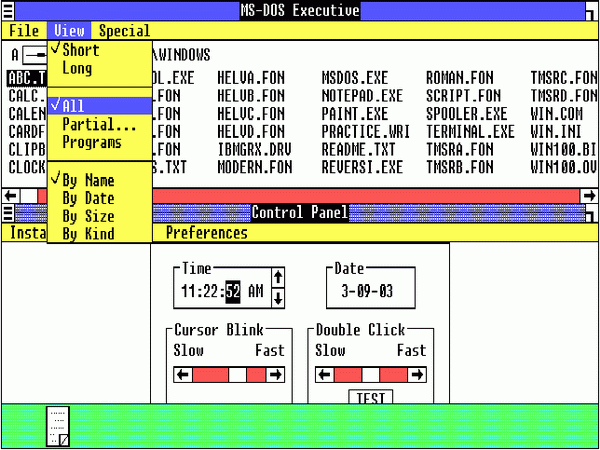 MS-DOS Executive
File View Special
A \WINDOWS
Short
Long
All
Partial...
Programs
By Name
By Date
By Size
By Kind
ABC.T OL.EXE HELVA.FON MSDOS.EXE ROMAN.FON TMSRC.FON
CALC. .FON HELVB.FON NOTEPAD.EXE SCRIPT.FON TMSRD.FON
CALEN .FON HELVC.FON PAINT.EXE SPOOLER.EXE WIN.COM
CARDF .FON HELVD.FON PRACTICE.WRI TERMINAL.EXE WIN.INI
CLIPB .FON IBMGRX.DRV README.TXT TMSRA.FON WIN100.BI
CLOCK S.TXT MODERN.FON REVERSI.EXE TMSRB.FON WIN100.OV
Control Panel
Insta Preferences
Time
11:22:52 AM
Date
3-09-03
Cursor Blink
Slow Fast
Double Click
Slow Fast
TEST